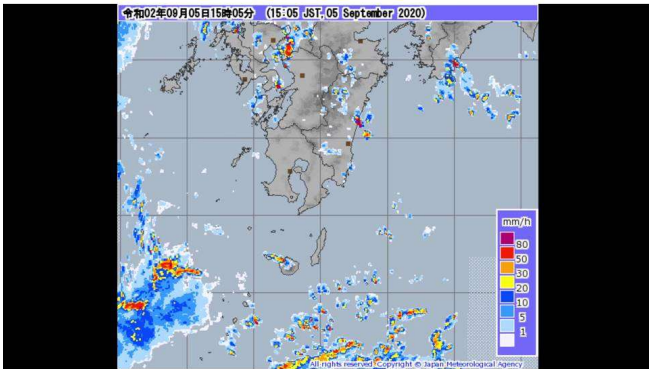 令和02年09月05日15時05分 (15:05 JST, 05 September 2020)
mm/h
80
50
30
20
10
5
1
All rights reserved. Copyright © Japan Meteorological Agency